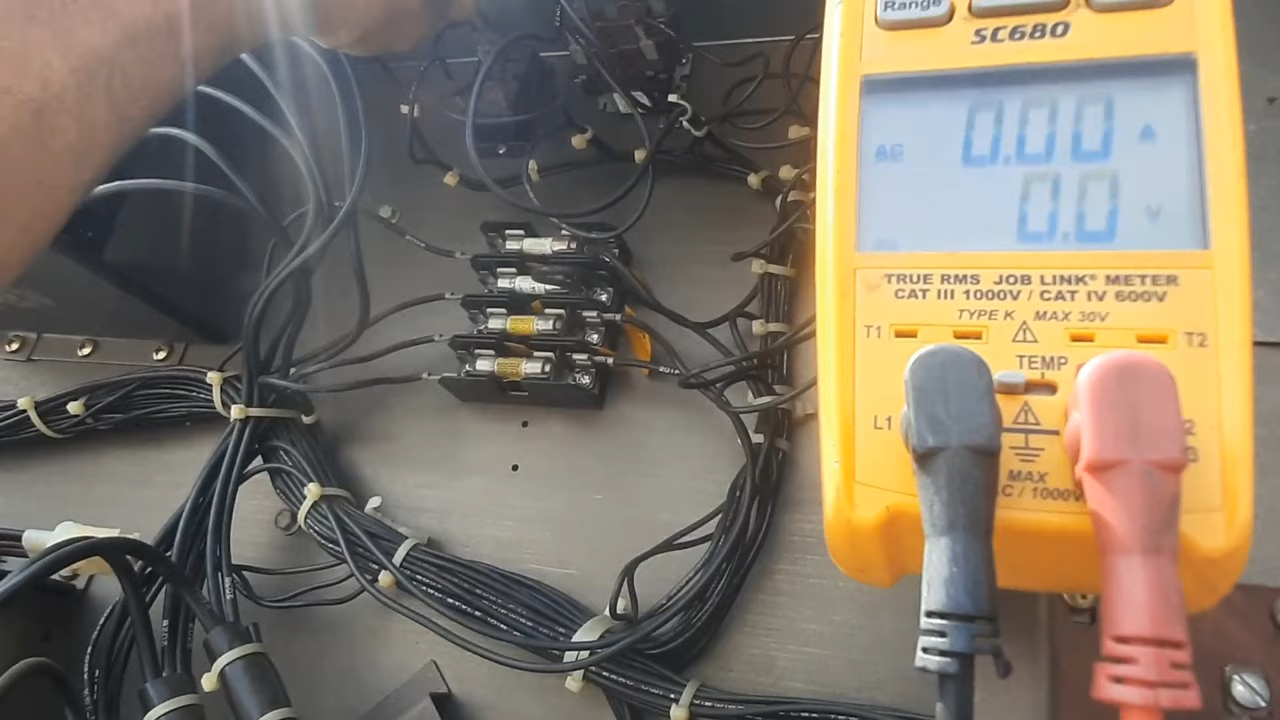 Range
SC680
AC 0.00 A
0.0 V
TRUE RMS JOB LINK® METER
CAT III 1000V / CAT IV 600V
TYPE K MAX 30V
T1 T2
TEMP
L1
MAX
C / 1000V